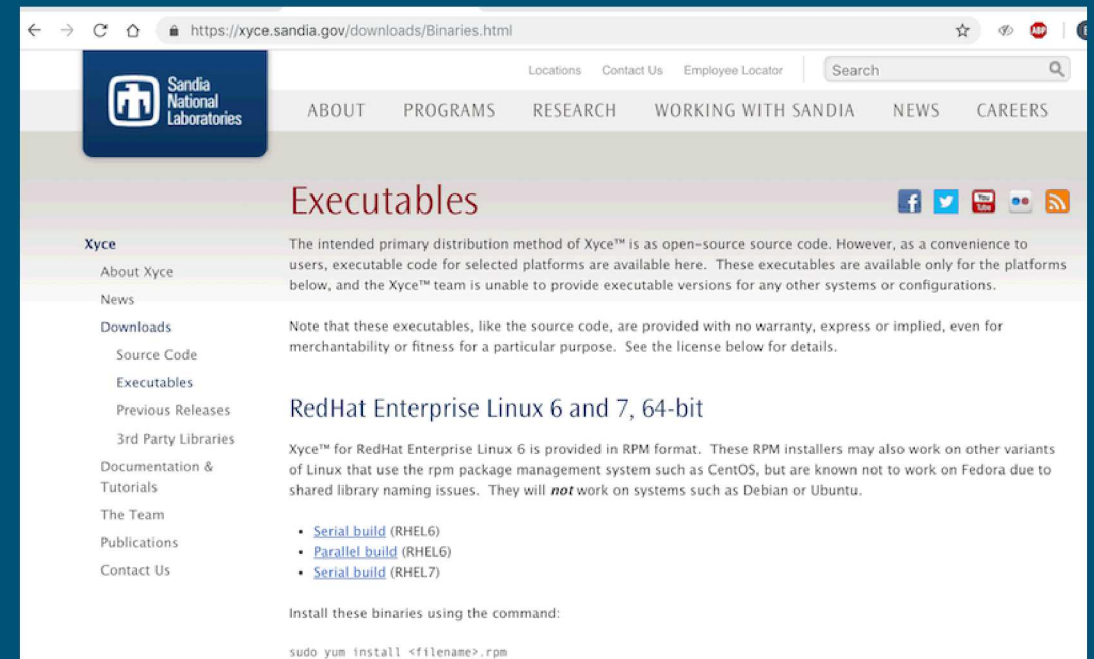 https://xyce.sandia.gov/downloads/Binaries.html
ABP
Sandia
National
Laboratories
Locations Contact Us Employee Locator Search
ABOUT PROGRAMS RESEARCH WORKING WITH SANDIA NEWS CAREERS
Executables
You
Tube
Xyce
About Xyce
News
Downloads
Source Code
Executables
Previous Releases
3rd Party Libraries
Documentation &
Tutorials
The Team
Publications
Contact Us
The intended primary distribution method of Xyce™ is as open-source source code. However, as a convenience to
users, executable code for selected platforms are available here. These executables are available only for the platforms
below, and the Xyce™ team is unable to provide executable versions for any other systems or configurations.
Note that these executables, like the source code, are provided with no warranty, express or implied, even for
merchantability or fitness for a particular purpose. See the license below for details.
RedHat Enterprise Linux 6 and 7, 64-bit
Xyce™ for RedHat Enterprise Linux 6 is provided in RPM format. These RPM installers may also work on other variants
of Linux that use the rpm package management system such as CentOS, but are known not to work on Fedora due to
shared library naming issues. They will not work on systems such as Debian or Ubuntu.
• Serial build (RHEL6)
• Parallel build (RHEL6)
• Serial build (RHEL7)
Install these binaries using the command:
sudo yum install <filename>.rpm